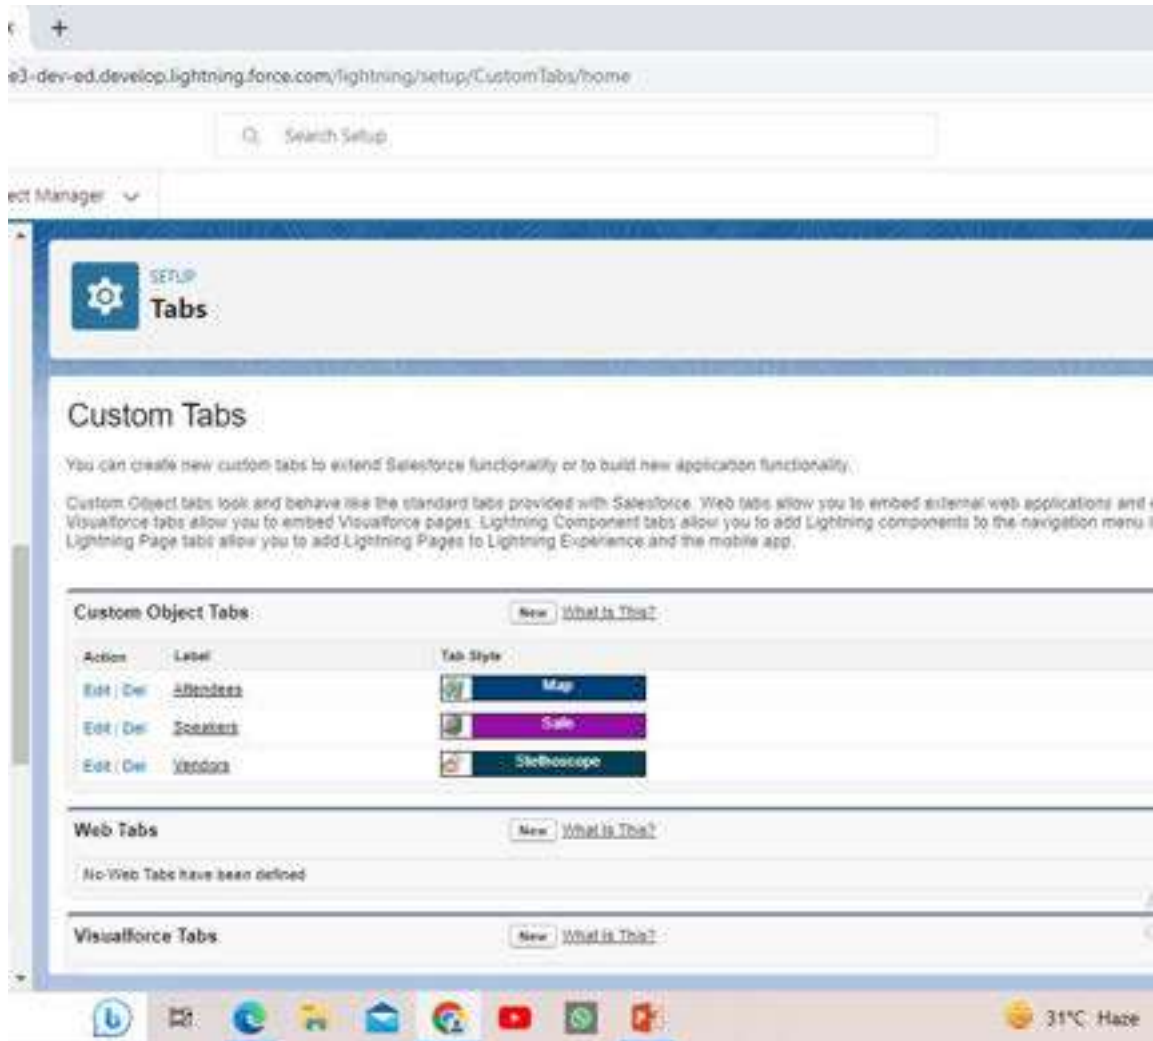 +
e3-dev-ed.develop.lightning.force.com/lightning/setup/CustomTabs/home
Search Setup
ect Manager
SETUP
Tabs
Custom Tabs
You can create new custom tabs to extend Salesforce functionality or to build new application functionality.
Custom Object tabs look and behave like the standard tabs provided with Salesforce. Web tabs allow you to embed external web applications and
Visualforce tabs allow you to embed Visualforce pages. Lightning Component tabs allow you to add Lightning components to the navigation menu
Lightning Page tabs allow you to add Lightning Pages to Lightning Experience and the mobile app.
Custom Object Tabs New What Is This?
Action Label Tab Style
Edit | Del Attendees Map
Edit | Del Speakers Sale
Edit | Del Vendors Stethoscope
Web Tabs New What Is This?
No Web Tabs have been defined
Visualforce Tabs New What Is This?
31°C Haze